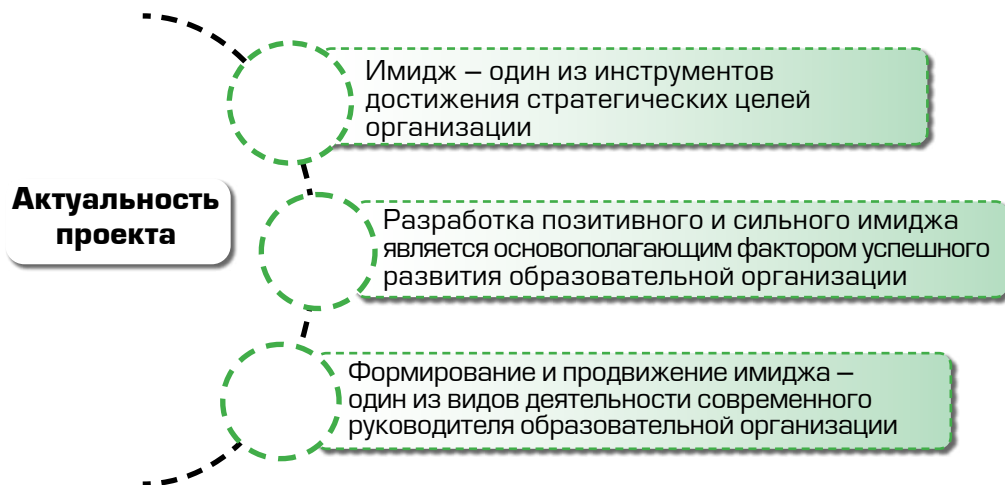 Имидж – один из инструментов
достижения стратегических целей
организации
Актуальность
проекта
Разработка позитивного и сильного имиджа
является основополагающим фактором успешного
развития образовательной организации
Формирование и продвижение имиджа –
один из видов деятельности современного
руководителя образовательной организации